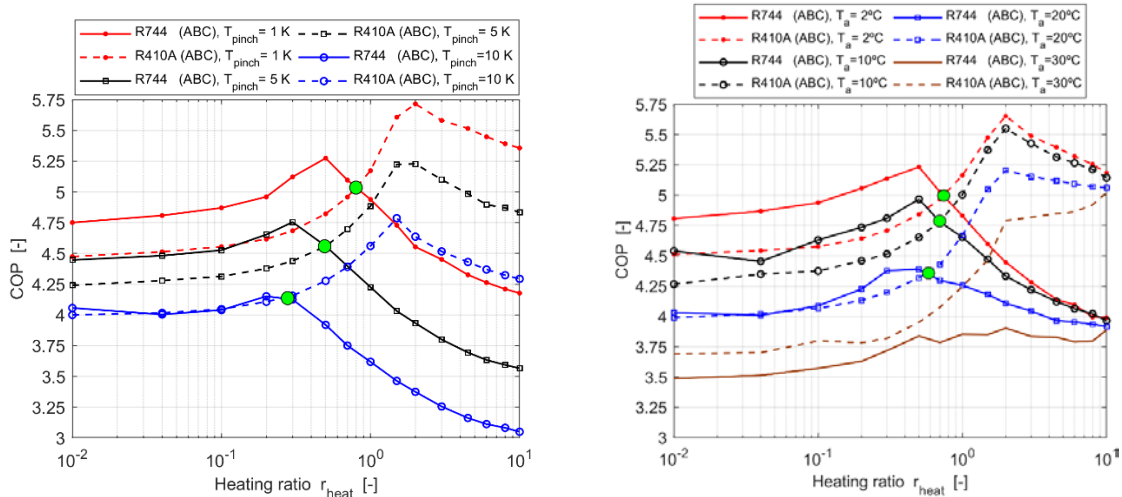 R744 (ABC), T_pinch= 1 K
R410A (ABC), T_pinch= 1 K
R744 (ABC), T_pinch= 5 K
R410A (ABC), T_pinch= 5 K
R744 (ABC), T_pinch=10 K
R410A (ABC), T_pinch=10 K
5.75
5.5
5.25
5
4.75
4.5
4.25
4
3.75
3.5
3.25
3
COP [-]
10^-2
10^-1
10^0
10^1
Heating ratio r_heat [-]
R744 (ABC), T_a= 2ºC
R410A (ABC), T_a= 2ºC
R744 (ABC), T_a=10ºC
R410A (ABC), T_a=10ºC
R744 (ABC), T_a=20ºC
R410A (ABC), T_a=20ºC
R744 (ABC), T_a=30ºC
R410A (ABC), T_a=30ºC
5.75
5.5
5.25
5
4.75
4.5
4.25
4
3.75
3.5
3.25
3
COP [-]
10^-2
10^-1
10^0
10^1
Heating ratio r_heat [-]